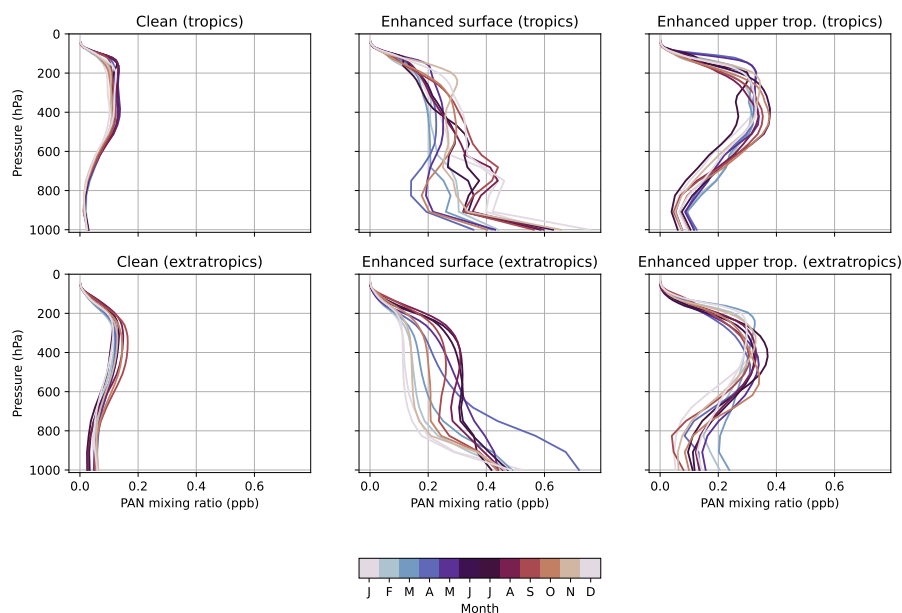 Clean (tropics)
Enhanced surface (tropics)
Enhanced upper trop. (tropics)
Pressure (hPa)
0
200
400
600
800
1000
Clean (extratropics)
Enhanced surface (extratropics)
Enhanced upper trop. (extratropics)
Pressure (hPa)
0
200
400
600
800
1000
0.0 0.2 0.4 0.6
0.0 0.2 0.4 0.6
0.0 0.2 0.4 0.6
PAN mixing ratio (ppb)
PAN mixing ratio (ppb)
PAN mixing ratio (ppb)
J F M A M J J A S O N D
Month